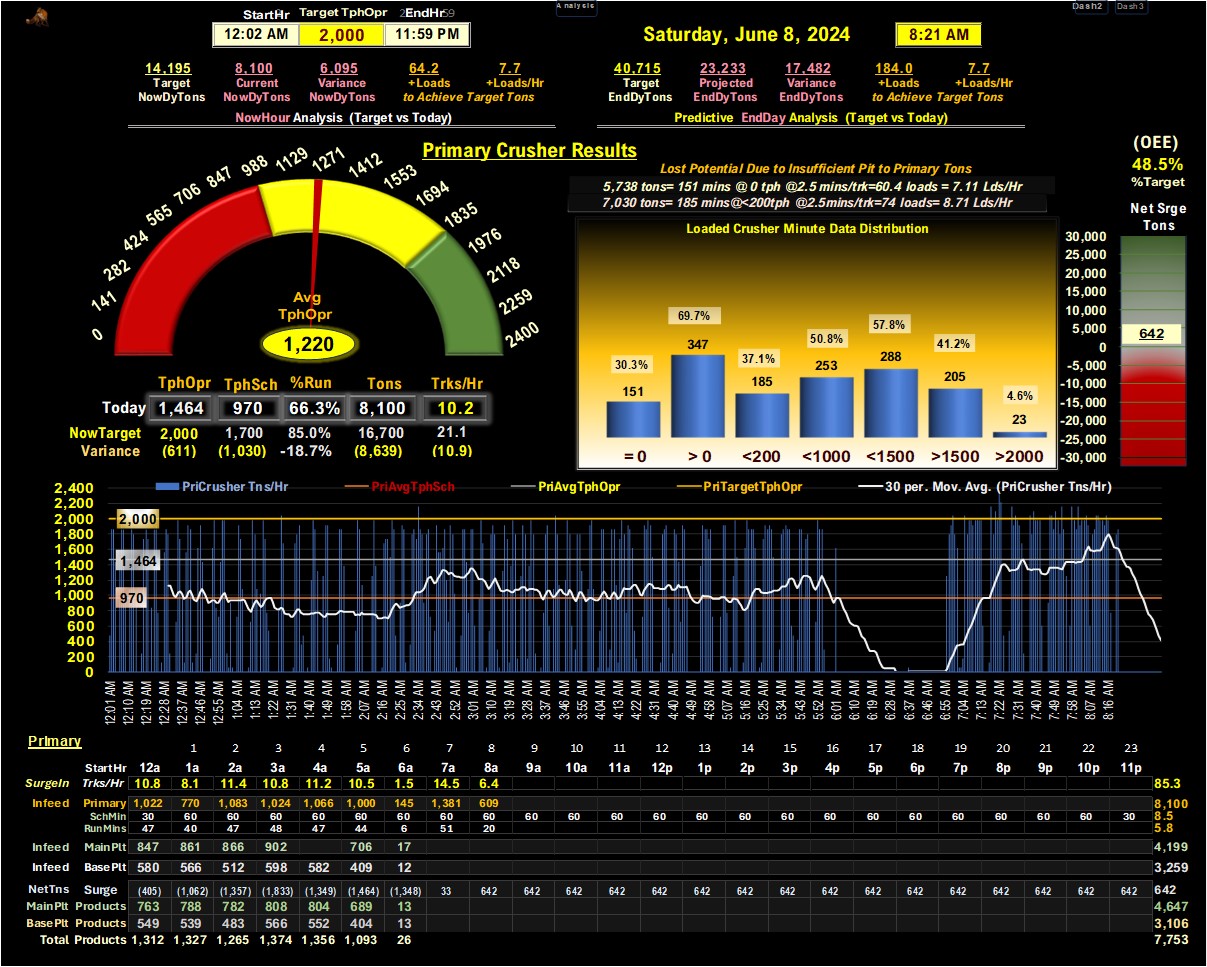 StartHr Target TphOpr EndHr
12:02 AM 2,000 11:59 PM
Analysis
Dash2 Dash 3
Saturday, June 8, 2024 8:21 AM
14,195 8,100 6,095 64.2 7.7
Target Current Variance +Loads +Loads/Hr
NowDyTons NowDyTons NowDyTons to Achieve Target Tons
NowHour Analysis (Target vs Today)
40,715 23,233 17,482 184.0 7.7
Target Projected Variance +Loads +Loads/Hr
EndDyTons EndDyTons EndDyTons to Achieve Target Tons
Predictive EndDay Analysis (Target vs Today)
Primary Crusher Results
0 141 282 424 565 706 847 988 1129 1271 1412 1553 1694 1835 1976 2118 2259 2400
Avg
TphOpr
1,220
TphOpr TphSch %Run Tons Trks/Hr
Today 1,464 970 66.3% 8,100 10.2
NowTarget 2,000 1,700 85.0% 16,700 21.1
Variance (611) (1,030) -18.7% (8,639) (10.9)
Lost Potential Due to Insufficient Pit to Primary Tons
5,738 tons= 151 mins @ 0 tph @2.5 mins/trk=60.4 loads = 7.11 Lds/Hr
7,030 tons= 185 mins@<200tph @2.5mins/trk=74 loads= 8.71 Lds/Hr
Loaded Crusher Minute Data Distribution
30.3% 69.7% 37.1% 50.8% 57.8% 41.2% 4.6%
151 347 185 253 288 205 23
= 0 > 0 <200 <1000 <1500 >1500 >2000
(OEE)
48.5%
%Target
Net Srge
Tons
30,000
25,000
20,000
15,000
10,000
5,000
0
-5,000
-10,000
-15,000
-20,000
-25,000
-30,000
642
PriCrusher Tns/Hr PriAvgTphSch PriAvgTphOpr PriTargetTphOpr 30 per. Mov. Avg. (PriCrusher Tns/Hr)
2,400
2,200
2,000
1,800
1,600
1,400
1,200
1,000
800
600
400
200
0
2,000
1,464
970
12:01 AM 12:10 AM 12:19 AM 12:28 AM 12:37 AM 12:46 AM 12:55 AM 1:04 AM 1:13 AM 1:22 AM 1:31 AM 1:40 AM 1:49 AM 1:58 AM 2:07 AM 2:16 AM 2:25 AM 2:34 AM 2:43 AM 2:52 AM 3:01 AM 3:10 AM 3:19 AM 3:28 AM 3:37 AM 3:46 AM 3:55 AM 4:04 AM 4:13 AM 4:22 AM 4:31 AM 4:40 AM 4:49 AM 4:58 AM 5:07 AM 5:16 AM 5:25 AM 5:34 AM 5:43 AM 5:52 AM 6:01 AM 6:10 AM 6:19 AM 6:28 AM 6:37 AM 6:46 AM 6:55 AM 7:04 AM 7:13 AM 7:22 AM 7:31 AM 7:40 AM 7:49 AM 7:58 AM 8:07 AM 8:16 AM
Primary
1 2 3 4 5 6 7 8 9 10 11 12 13 14 15 16 17 18 19 20 21 22 23
StartHr 12a 1a 2a 3a 4a 5a 6a 7a 8a 9a 10a 11a 12p 1p 2p 3p 4p 5p 6p 7p 8p 9p 10p 11p
SurgeIn Trks/Hr 10.8 8.1 11.4 10.8 11.2 10.5 1.5 14.5 6.4 85.3
Infeed Primary 1,022 770 1,083 1,024 1,066 1,000 145 1,381 609 8,100
SchMin 30 60 60 60 60 60 60 60 60 60 60 60 60 60 60 60 60 60 60 60 60 60 60 30 8.5
RunMins 47 40 47 48 47 44 6 51 20 5.8
Infeed MainPlt 847 861 866 902 706 17 4,199
Infeed BasePlt 580 566 512 598 582 409 12 3,259
NetTns Surge (405) (1,062) (1,357) (1,833) (1,349) (1,464) (1,348) 33 642 642 642 642 642 642 642 642 642 642 642 642 642 642 642 642 642
MainPlt Products 763 788 782 808 804 689 13 4,647
BasePlt Products 549 539 483 566 552 404 13 3,106
Total Products 1,312 1,327 1,265 1,374 1,356 1,093 26 7,753